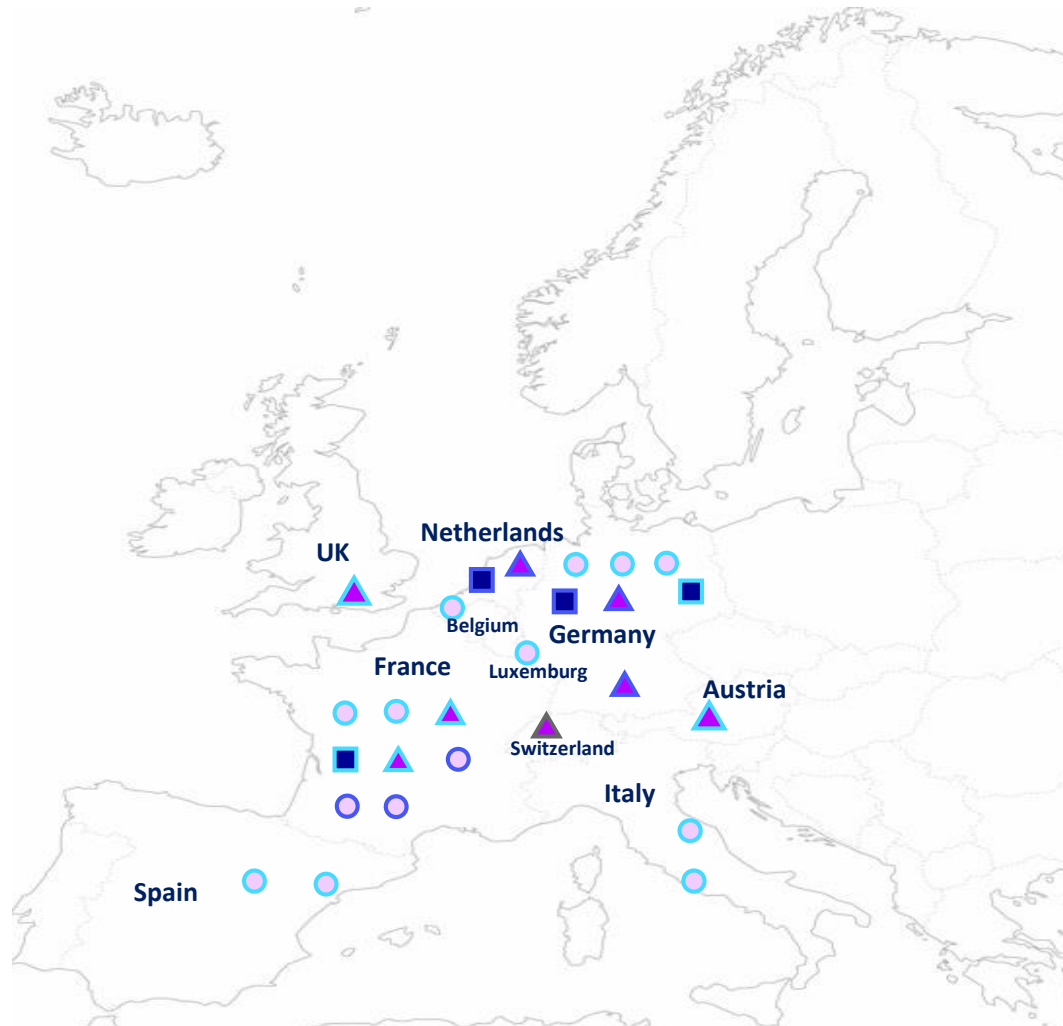 Netherlands
UK
Belgium
Germany
France
Luxemburg
Austria
Switzerland
Italy
Spain